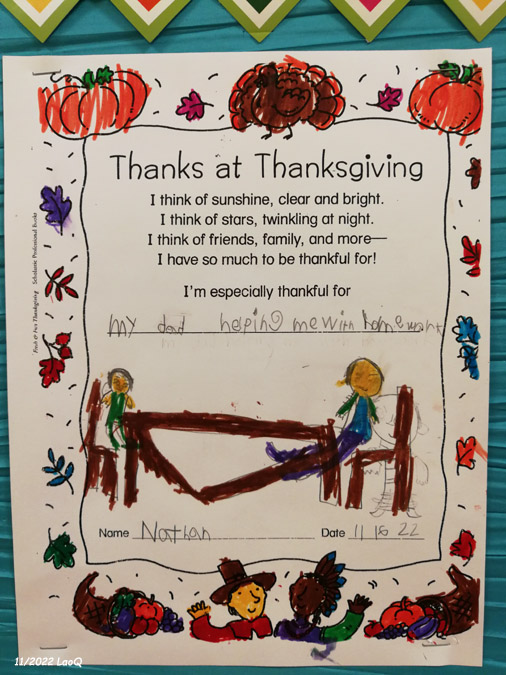 Thanks at Thanksgiving
I think of sunshine, clear and bright.
I think of stars, twinkling at night.
I think of friends, family, and more—
I have so much to be thankful for!
I'm especially thankful for
my dad helping me with homework
Name Nathan Date 11 18 22
Fresh & Fun Thanksgiving Scholastic Professional Books
11/2022 LaoQ